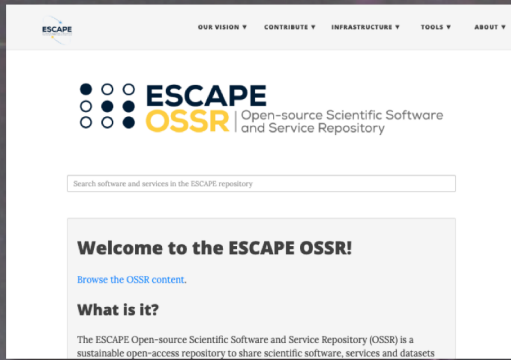 ESCAPE
OUR VISION ▼ CONTRIBUTE ▼ INFRASTRUCTURE ▼ TOOLS ▼ ABOUT ▼
ESCAPE
OSSR | Open-source Scientific Software
and Service Repository
Search software and services in the ESCAPE repository
Welcome to the ESCAPE OSSR!
Browse the OSSR content.
What is it?
The ESCAPE Open-source Scientific Software and Service Repository (OSSR) is a
sustainable open-access repository to share scientific software, services and datasets